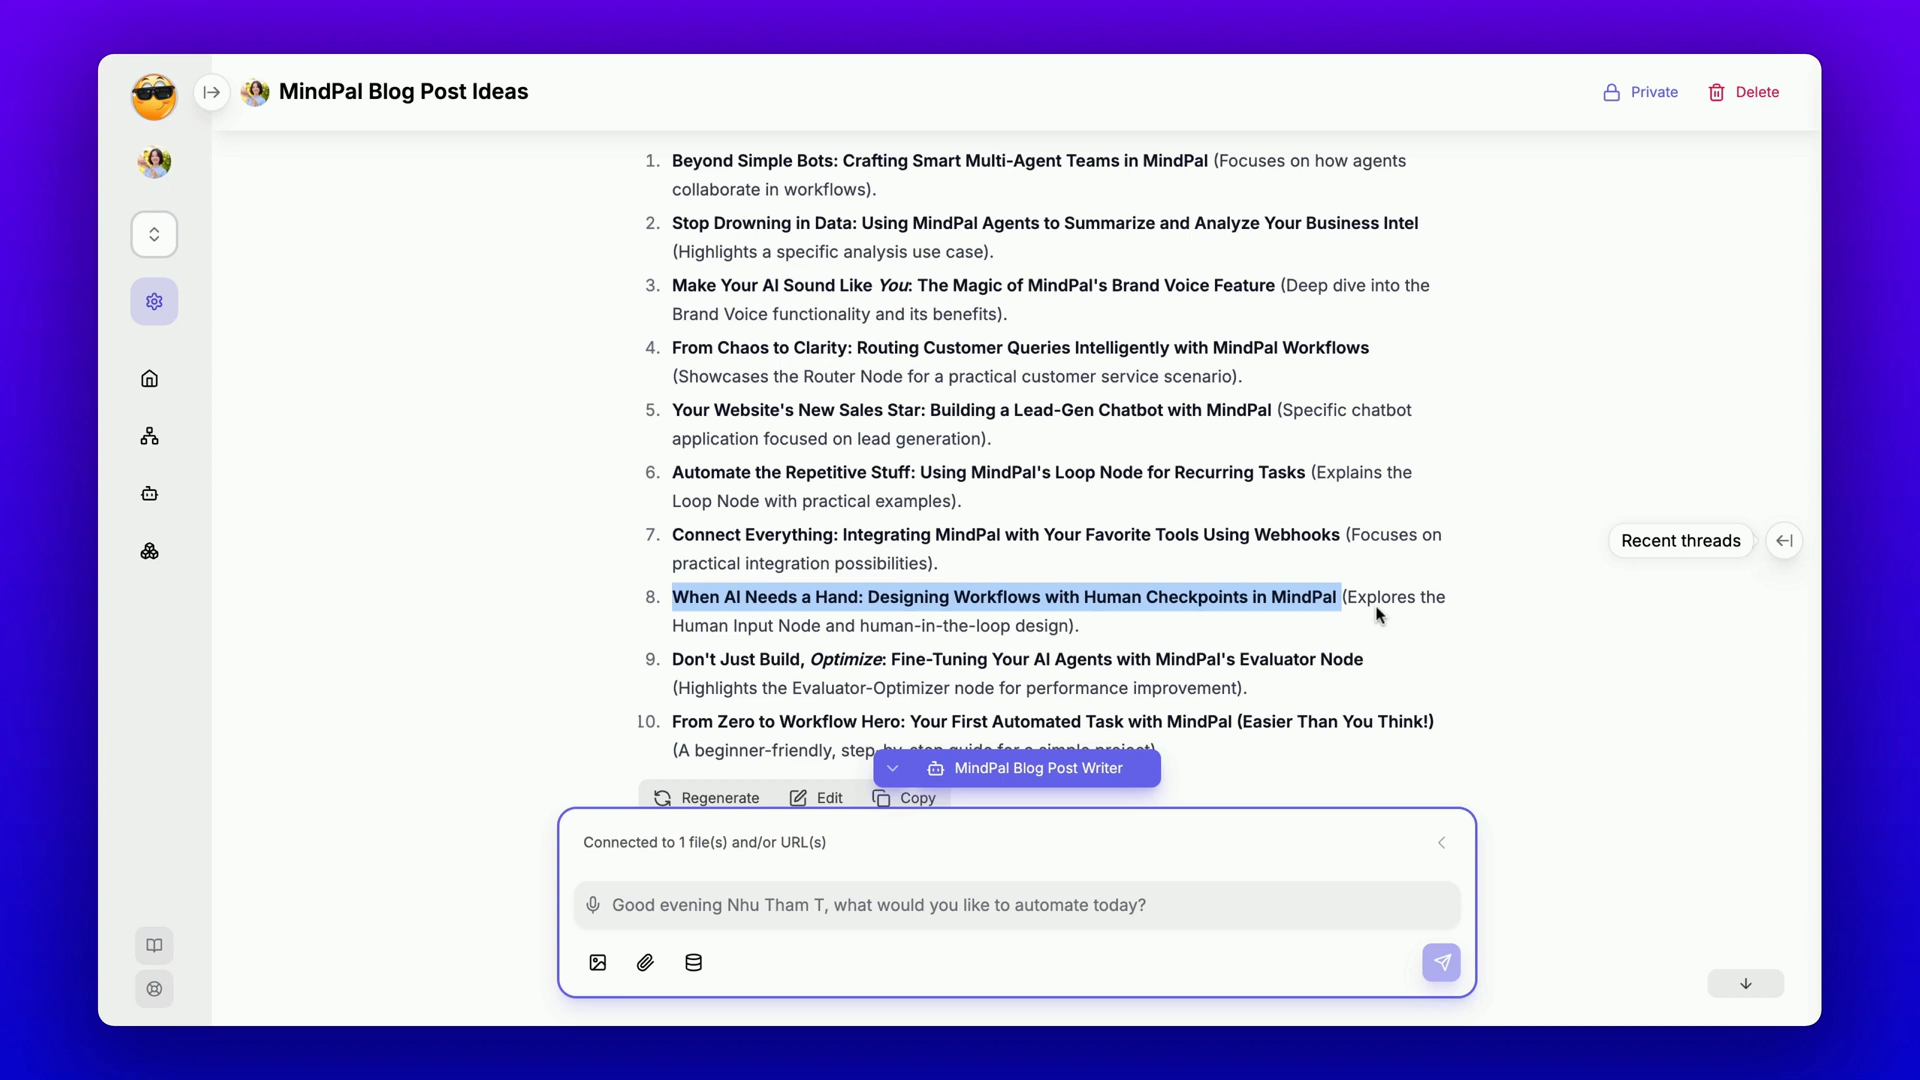 MindPal Blog Post Ideas
Private
Delete
1. Beyond Simple Bots: Crafting Smart Multi-Agent Teams in MindPal (Focuses on how agents
collaborate in workflows).
2. Stop Drowning in Data: Using MindPal Agents to Summarize and Analyze Your Business Intel
(Highlights a specific analysis use case).
3. Make Your AI Sound Like You: The Magic of MindPal's Brand Voice Feature (Deep dive into the
Brand Voice functionality and its benefits).
4. From Chaos to Clarity: Routing Customer Queries Intelligently with MindPal Workflows
(Showcases the Router Node for a practical customer service scenario).
5. Your Website's New Sales Star: Building a Lead-Gen Chatbot with MindPal (Specific chatbot
application focused on lead generation).
6. Automate the Repetitive Stuff: Using MindPal's Loop Node for Recurring Tasks (Explains the
Loop Node with practical examples).
7. Connect Everything: Integrating MindPal with Your Favorite Tools Using Webhooks (Focuses on
practical integration possibilities).
Recent threads
8. When AI Needs a Hand: Designing Workflows with Human Checkpoints in MindPal (Explores the
Human Input Node and human-in-the-loop design).
9. Don't Just Build, Optimize: Fine-Tuning Your AI Agents with MindPal's Evaluator Node
(Highlights the Evaluator-Optimizer node for performance improvement).
10. From Zero to Workflow Hero: Your First Automated Task with MindPal (Easier Than You Think!)
(A beginner-friendly, step-by-step guide for a simple project)
MindPal Blog Post Writer
Regenerate Edit Copy
Connected to 1 file(s) and/or URL(s)
Good evening Nhu Tham T, what would you like to automate today?